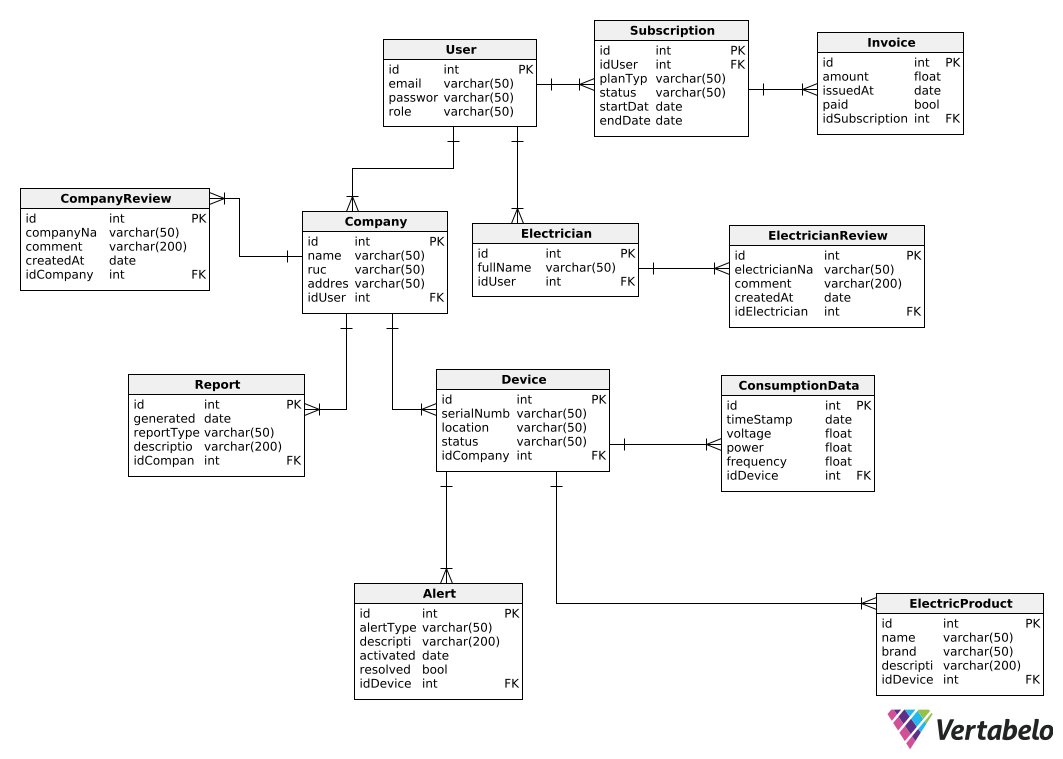 User
id int PK
email varchar(50)
passwor varchar(50)
role varchar(50)
Subscription
id int PK
idUser int FK
planTyp varchar(50)
status varchar(50)
startDat date
endDate date
Invoice
id int PK
amount float
issuedAt date
paid bool
idSubscription int FK
CompanyReview
id int PK
companyNa varchar(50)
comment varchar(200)
createdAt date
idCompany int FK
Company
id int PK
name varchar(50)
ruc varchar(50)
addres varchar(50)
idUser int FK
Electrician
id int PK
fullName varchar(50)
idUser int FK
ElectricianReview
id int PK
electricianNa varchar(50)
comment varchar(200)
createdAt date
idElectrician int FK
Report
id int PK
generated date
reportType varchar(50)
descriptio varchar(200)
idCompan int FK
Device
id int PK
serialNumb varchar(50)
location varchar(50)
status varchar(50)
idCompany int FK
ConsumptionData
id int PK
timeStamp date
voltage float
power float
frequency float
idDevice int FK
Alert
id int PK
alertType varchar(50)
descripti varchar(200)
activated date
resolved bool
idDevice int FK
ElectricProduct
id int PK
name varchar(50)
brand varchar(50)
descripti varchar(200)
idDevice int FK
Vertabelo